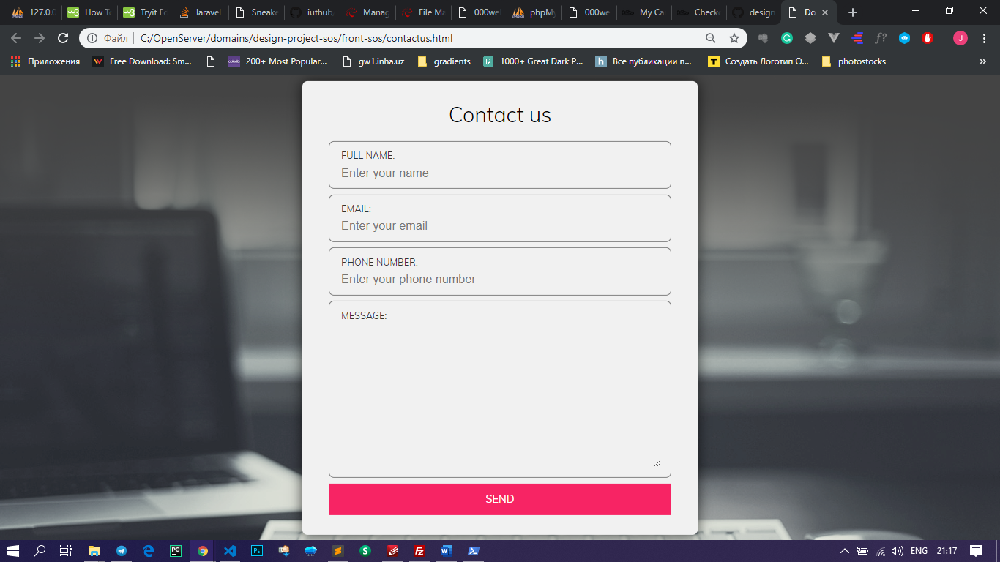 127.0.0
How To
Tryit Ed
laravel
Sneake
iuthub.
Manag
File Ma
000we
phpMy
000we
My Ca
Checko
design
Do
Файл
C:/OpenServer/domains/design-project-sos/front-sos/contactus.html
J
Приложения
Free Download: Sm...
200+ Most Popular...
gw1.inha.uz
gradients
1000+ Great Dark P...
Все публикации п...
Создать Логотип О...
photostocks
»
Contact us
FULL NAME:
Enter your name
EMAIL:
Enter your email
PHONE NUMBER:
Enter your phone number
MESSAGE:
SEND
ENG
21:17